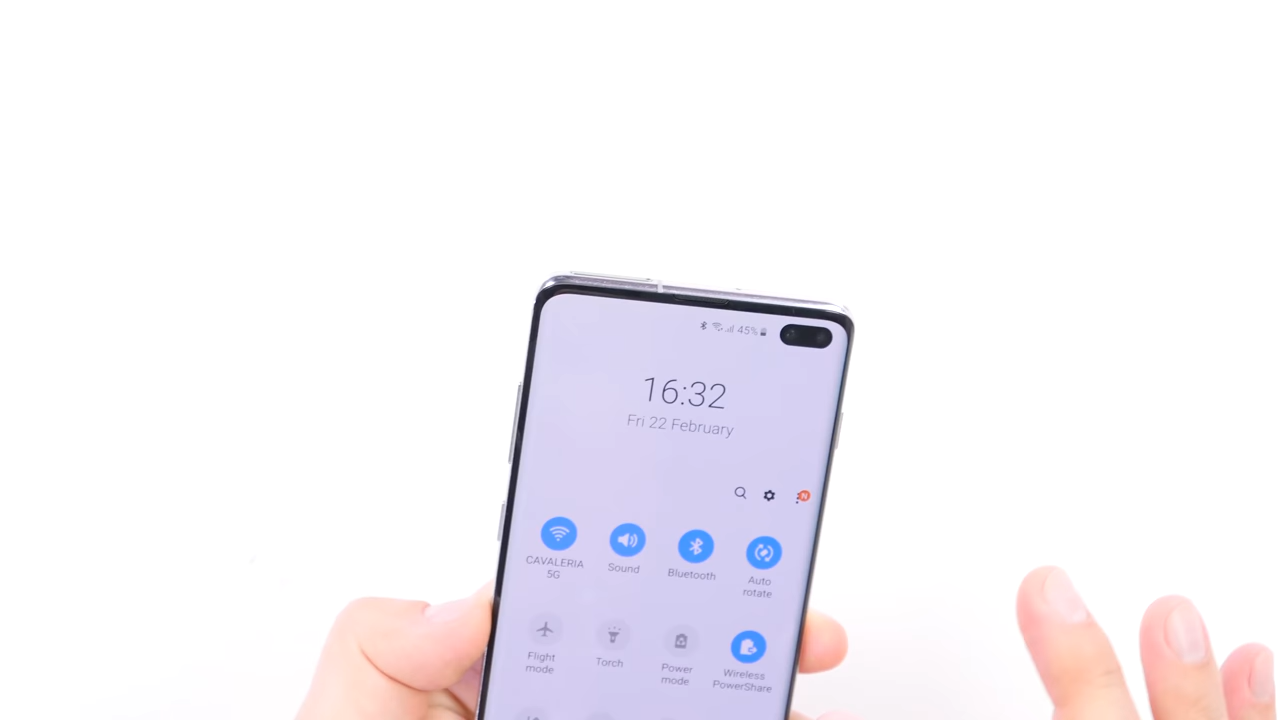 45%
16:32
Fri 22 February
N
CAVALERIA
5G
Sound
Bluetooth
Auto
rotate
Flight
mode
Torch
Power
mode
Wireless
PowerShare